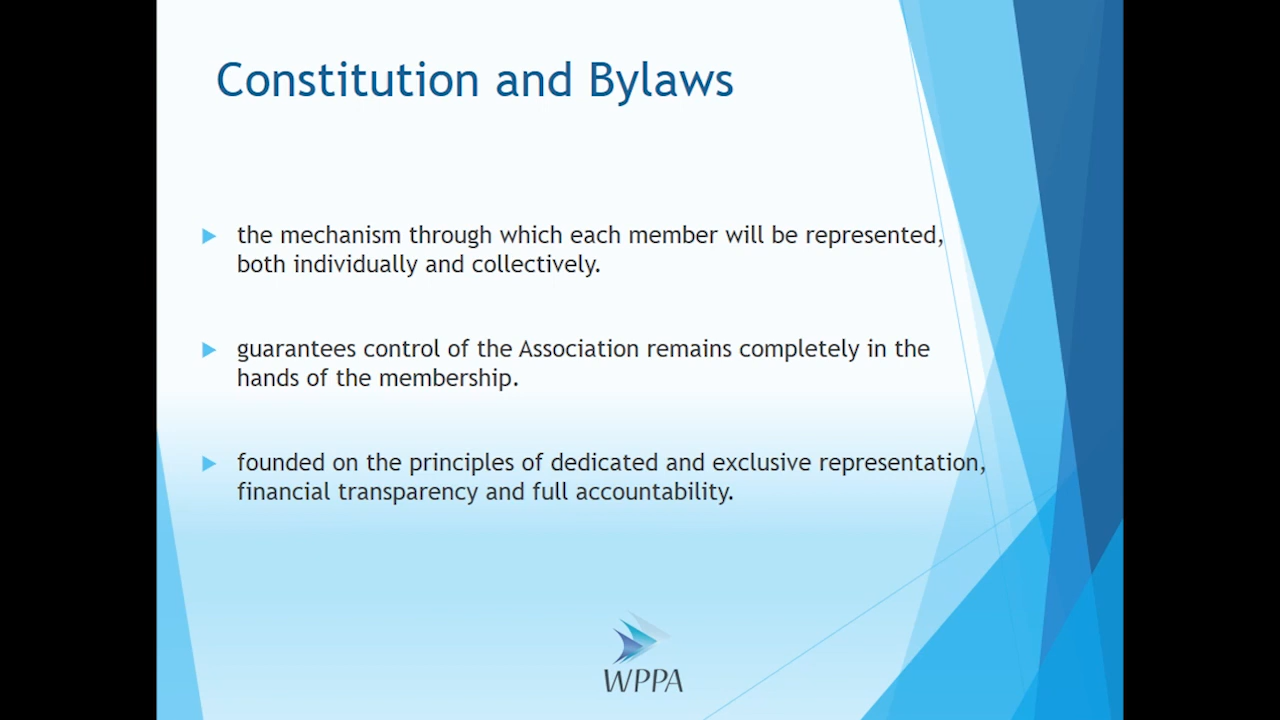 Constitution and Bylaws
the mechanism through which each member will be represented,
both individually and collectively.
guarantees control of the Association remains completely in the
hands of the membership.
founded on the principles of dedicated and exclusive representation,
financial transparency and full accountability.
WPPA